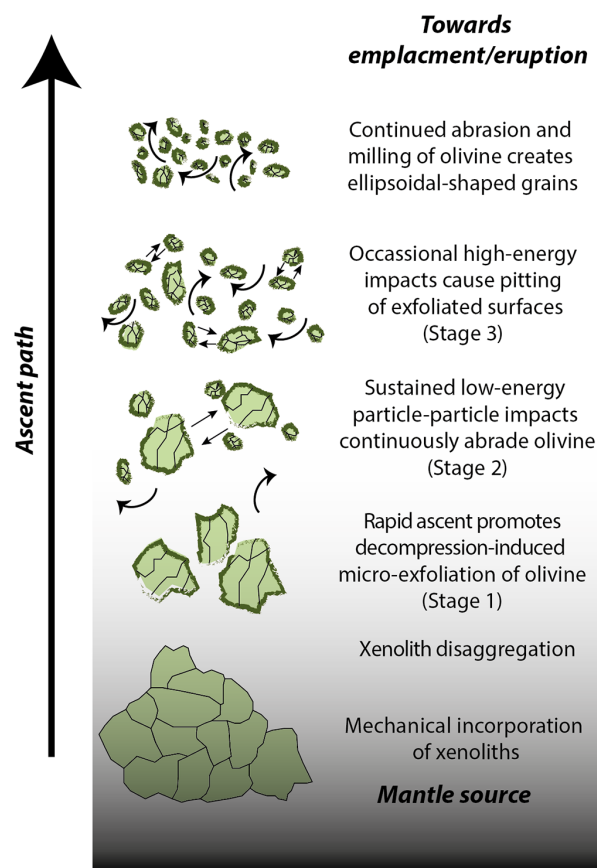 Towards
emplacment/eruption
Continued abrasion and
milling of olivine creates
ellipsoidal-shaped grains
Occassional high-energy
impacts cause pitting
of exfoliated surfaces
(Stage 3)
Sustained low-energy
particle-particle impacts
continuously abrade olivine
(Stage 2)
Rapid ascent promotes
decompression-induced
micro-exfoliation of olivine
(Stage 1)
Xenolith disaggregation
Mechanical incorporation
of xenoliths
Mantle source
Ascent path